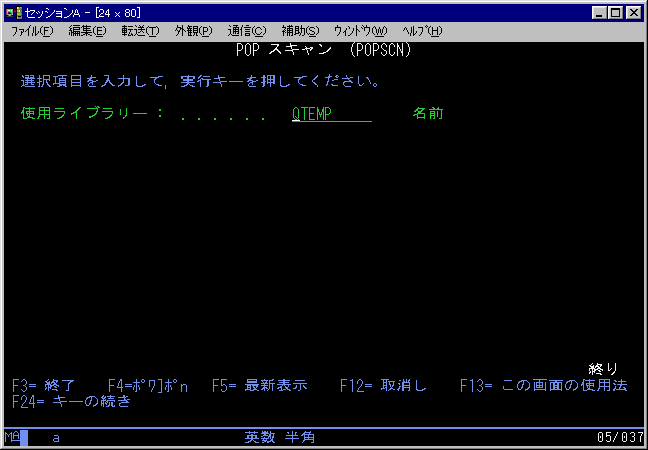 セッションA - [24 × 80]
ﾌｧｲﾙ(F) 編集(E) 転送(T) 外観(P) 通信(C) 補助(S) ｳｨﾝﾄﾞｳ(W) ﾍﾙﾌﾟ(H)
POP スキャン (POPSCN)
選択項目を入力して, 実行キーを押してください。
使用ライブラリー : . . . . . . QTEMP 名前
終り
F3= 終了 F4=ﾎﾟﾜ]ﾎﾟn F5= 最新表示 F12= 取消し F13= この画面の使用法
F24= キーの続き
MA a 英数 半角 05/037